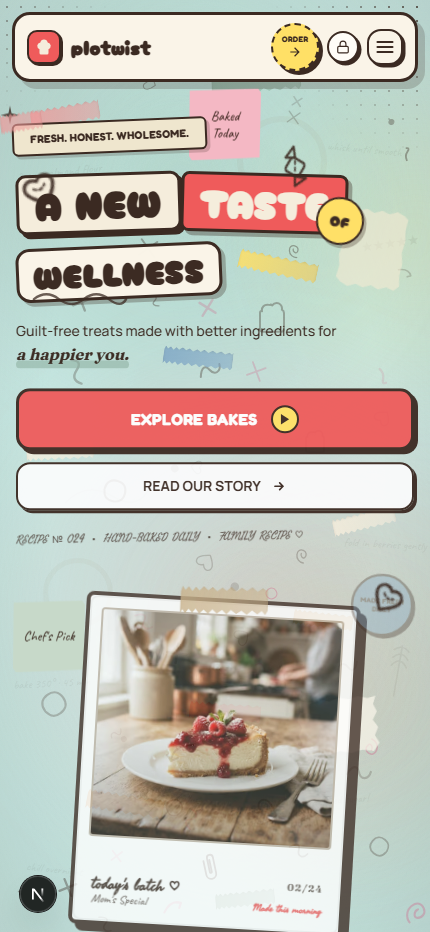 plotwist
ORDER
Baked
Today
FRESH. HONEST. WHOLESOME.
A NEW
TASTE
OF
WELLNESS
Guilt-free treats made with better ingredients for
a happier you.
EXPLORE BAKES
READ OUR STORY →
RECIPE № 024 • HAND-BAKED DAILY • FAMILY RECIPE ♡
Chef's Pick
today's batch ♡
Mom's Special
02/24
Made this morning
N